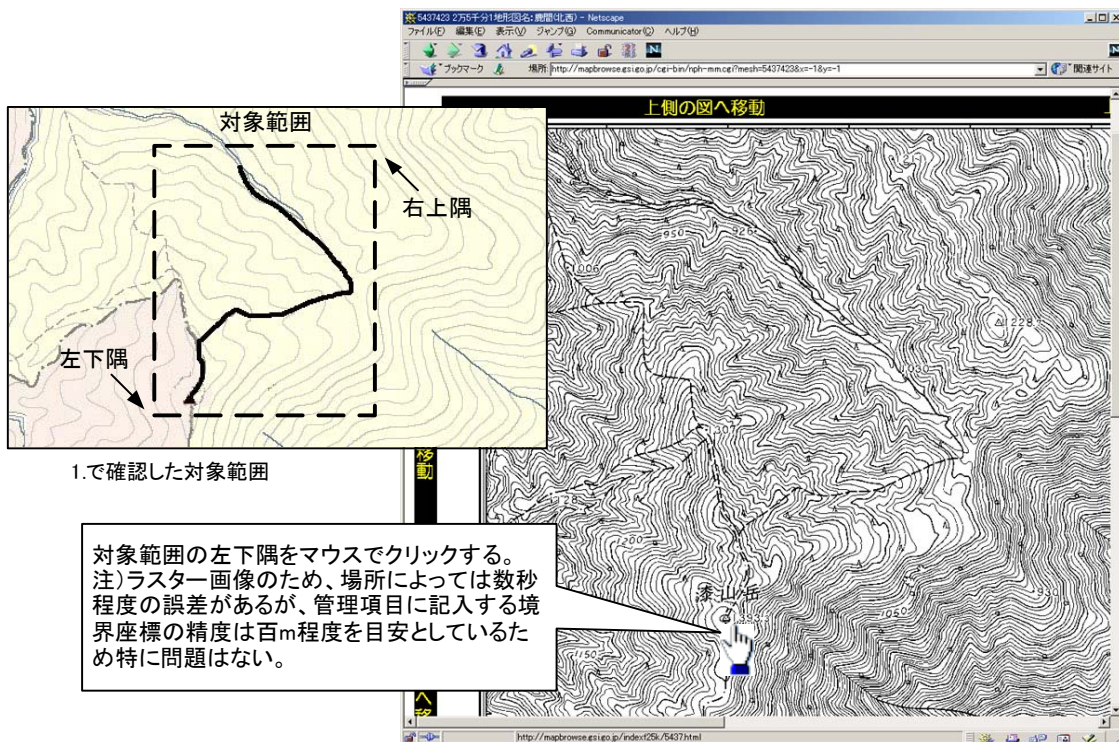 5437423 2万5千分1地形図名:鹿間(北西) - Netscape
ファイル(F) 編集(E) 表示(V) ジャンプ(G) Communicator(C) ヘルプ(H)
ブックマーク 場所: http://mapbrowse.gsi.go.jp/cgi-bin/nph-mm.cgi?mesh=5437423&x=-1&y=-1 関連サイト
上側の図へ移動
対象範囲
右上隅
左下隅
1.で確認した対象範囲
移動
対象範囲の左下隅をマウスでクリックする。
注)ラスター画像のため、場所によっては数秒
程度の誤差があるが、管理項目に記入する境
界座標の精度は百m程度を目安としているた
め特に問題はない。
へ移
950
925
1006
1228
1200
漆山岳
1150
1050
http://mapbrowse.gsi.go.jp/index125k/5437.html